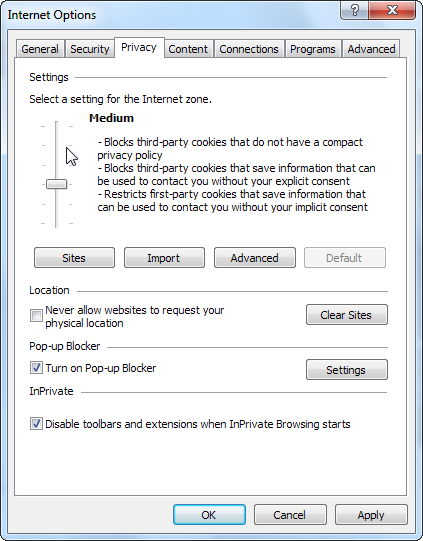 Internet Options
General Security Privacy Content Connections Programs Advanced
Settings
Select a setting for the Internet zone.
Medium
- Blocks third-party cookies that do not have a compact
privacy policy
- Blocks third-party cookies that save information that can
be used to contact you without your explicit consent
- Restricts first-party cookies that save information that
can be used to contact you without your implicit consent
Sites Import Advanced Default
Location
Never allow websites to request your
physical location
Clear Sites
Pop-up Blocker
Turn on Pop-up Blocker
Settings
InPrivate
Disable toolbars and extensions when InPrivate Browsing starts
OK Cancel Apply